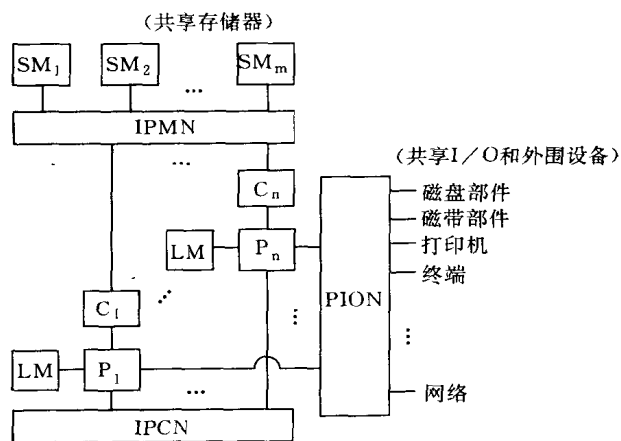 (共享存储器)
SM₁ SM₂ ... SMₘ
IPMN
...
(共享I/O和外围设备)
Cₙ
磁盘部件
磁带部件
LM Pₙ
打印机
终端
C₁ ... ... PION ...
LM P₁
...
网络
IPCN